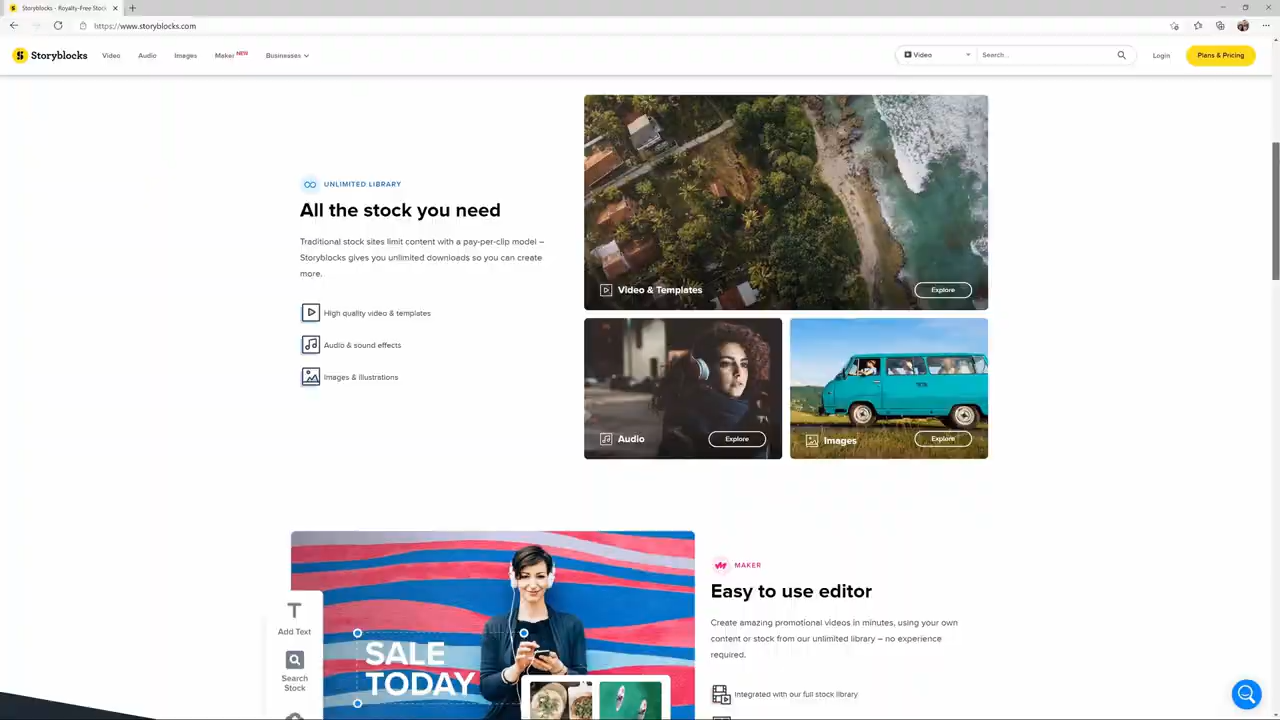 Storyblocks - Royalty-Free Stock
https://www.storyblocks.com
Storyblocks
Video
Audio
Images
Maker NEW
Businesses
Video
Search...
Login
Plans & Pricing
UNLIMITED LIBRARY
All the stock you need
Traditional stock sites limit content with a pay-per-clip model –
Storyblocks gives you unlimited downloads so you can create
more.
High quality video & templates
Audio & sound effects
Images & Illustrations
Video & Templates
Explore
Audio
Explore
Images
Explore
MAKER
Easy to use editor
Create amazing promotional videos in minutes, using your own
content or stock from our unlimited library – no experience
required.
Integrated with our full stock library
Add Text
Search
Stock
SALE
TODAY